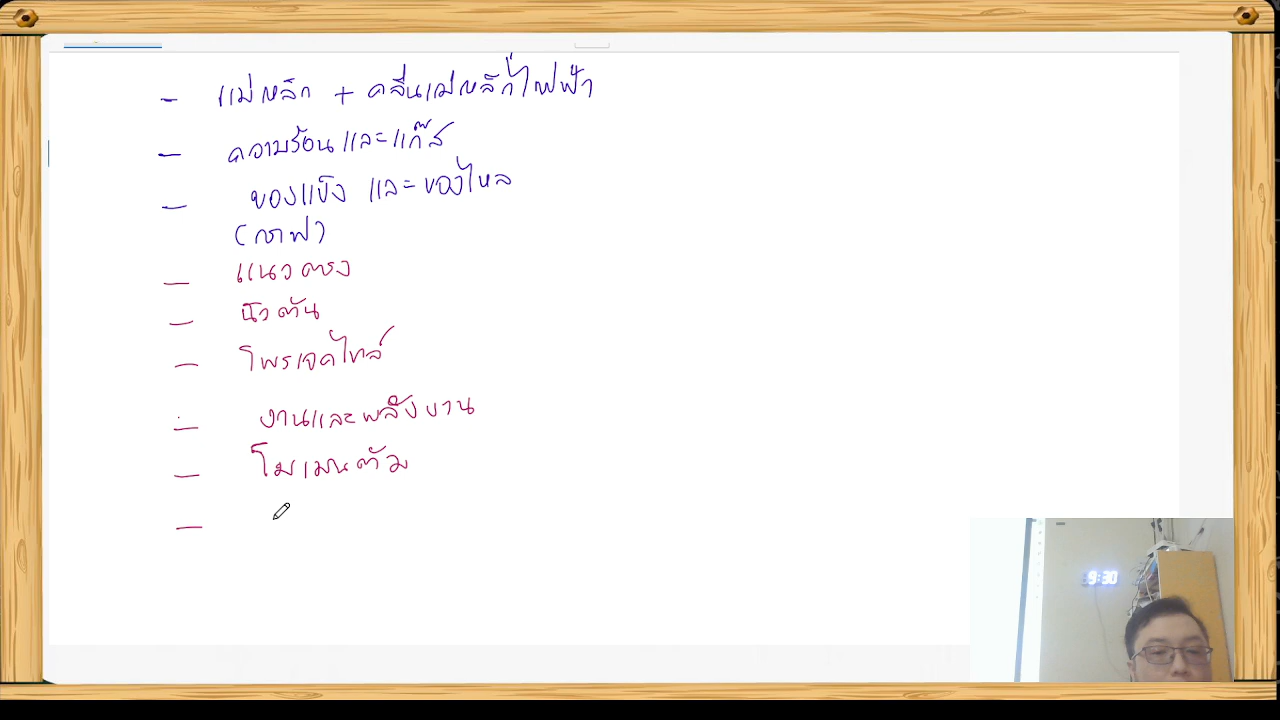 - แม่เหล็ก + คลื่นแม่เหล็กไฟฟ้า
- ความร้อนและแก๊ส
- ของแข็ง และของไหล
(กราฟ)
- แนวตรง
- นิวตัน
- โพรเจคไทล์
- งานและพลังงาน
- โมเมนตัม
-
9:30